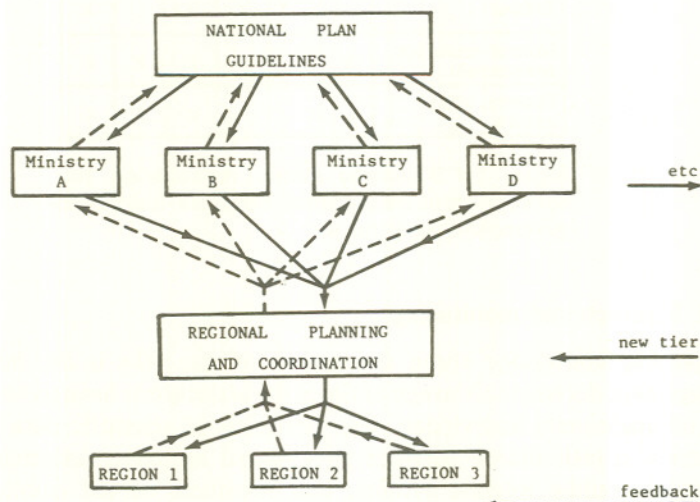 NATIONAL PLAN
GUIDELINES
Ministry
A
Ministry
B
Ministry
C
Ministry
D
etc
REGIONAL PLANNING
AND COORDINATION
new tier
REGION 1
REGION 2
REGION 3
feedback